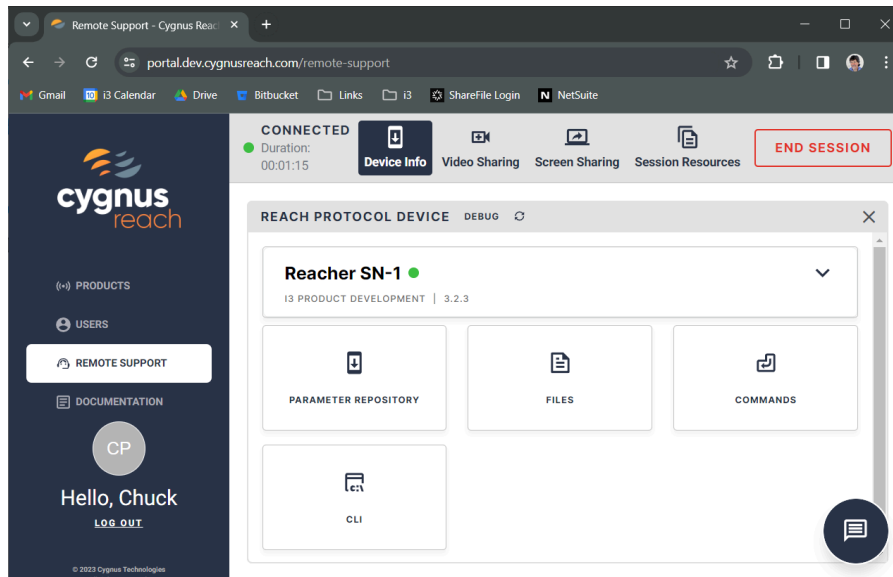 Remote Support - Cygnus Reac
portal.dev.cygnusreach.com/remote-support
Gmail
10
i3 Calendar
Drive
Bitbucket
Links
i3
ShareFile Login
N
NetSuite
cygnus
reach
PRODUCTS
USERS
REMOTE SUPPORT
DOCUMENTATION
CP
Hello, Chuck
LOG OUT
© 2023 Cygnus Technologies
CONNECTED
Duration:
00:01:15
Device Info
Video Sharing
Screen Sharing
Session Resources
END SESSION
REACH PROTOCOL DEVICE
DEBUG
Reacher SN-1
I3 PRODUCT DEVELOPMENT | 3.2.3
PARAMETER REPOSITORY
FILES
COMMANDS
C:\
CLI